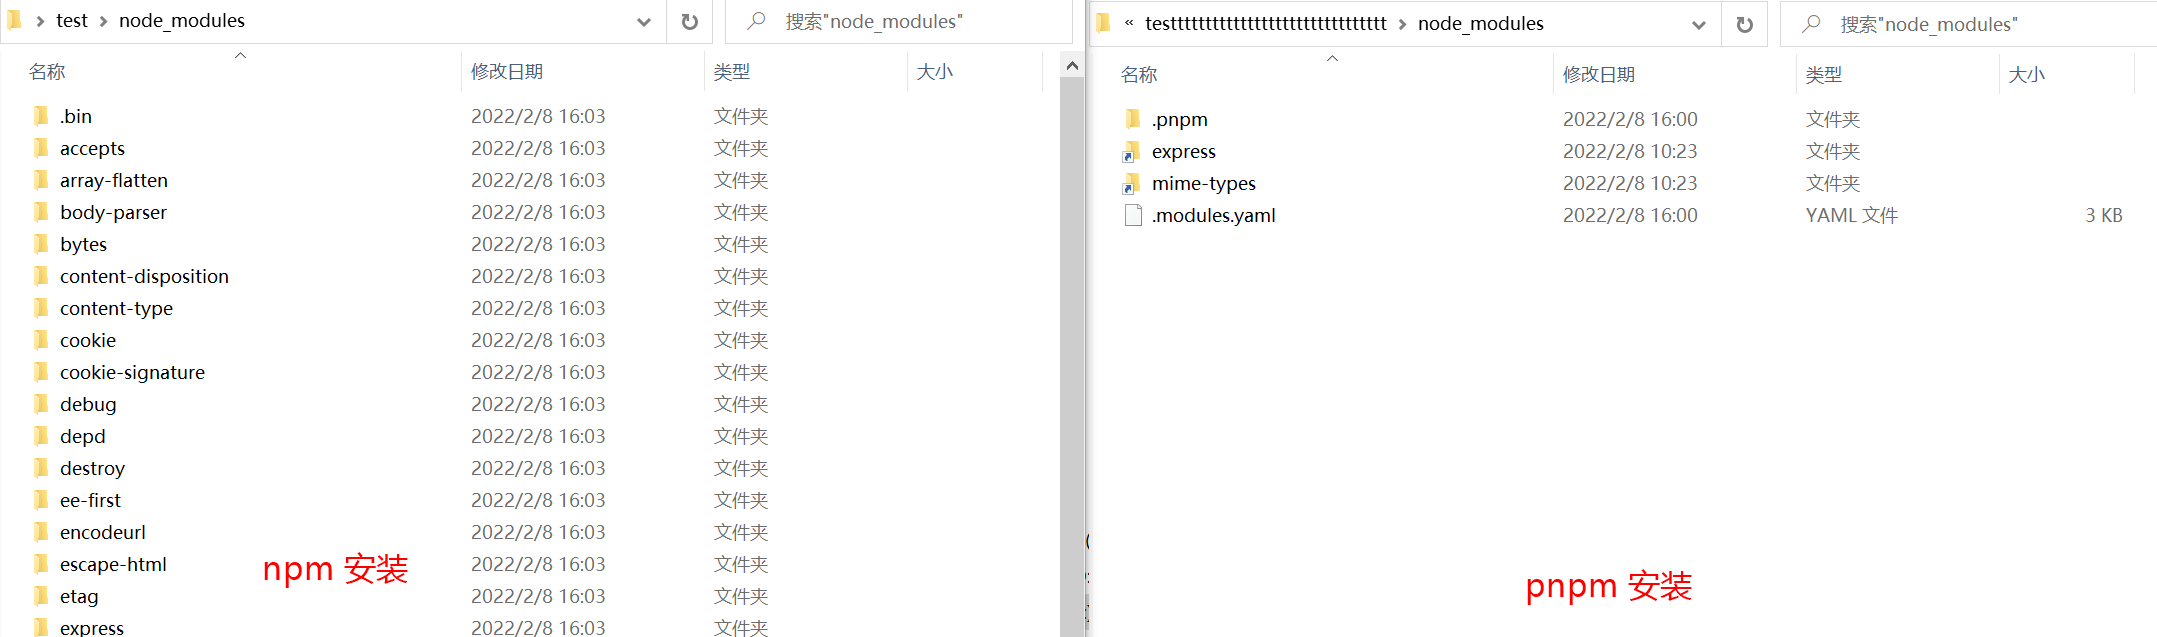 test > node_modules
搜索"node_modules"
名称 修改日期 类型 大小
.bin 2022/2/8 16:03 文件夹
accepts 2022/2/8 16:03 文件夹
array-flatten 2022/2/8 16:03 文件夹
body-parser 2022/2/8 16:03 文件夹
bytes 2022/2/8 16:03 文件夹
content-disposition 2022/2/8 16:03 文件夹
content-type 2022/2/8 16:03 文件夹
cookie 2022/2/8 16:03 文件夹
cookie-signature 2022/2/8 16:03 文件夹
debug 2022/2/8 16:03 文件夹
depd 2022/2/8 16:03 文件夹
destroy 2022/2/8 16:03 文件夹
ee-first 2022/2/8 16:03 文件夹
encodeurl 2022/2/8 16:03 文件夹
escape-html 2022/2/8 16:03 文件夹
etag 2022/2/8 16:03 文件夹
express 2022/2/8 16:03 文件夹
npm 安装
« testttttttttttttttttttttttttttttttt > node_modules
搜索"node_modules"
名称 修改日期 类型 大小
.pnpm 2022/2/8 16:00 文件夹
express 2022/2/8 10:23 文件夹
mime-types 2022/2/8 10:23 文件夹
.modules.yaml 2022/2/8 16:00 YAML 文件 3 KB
pnpm 安装